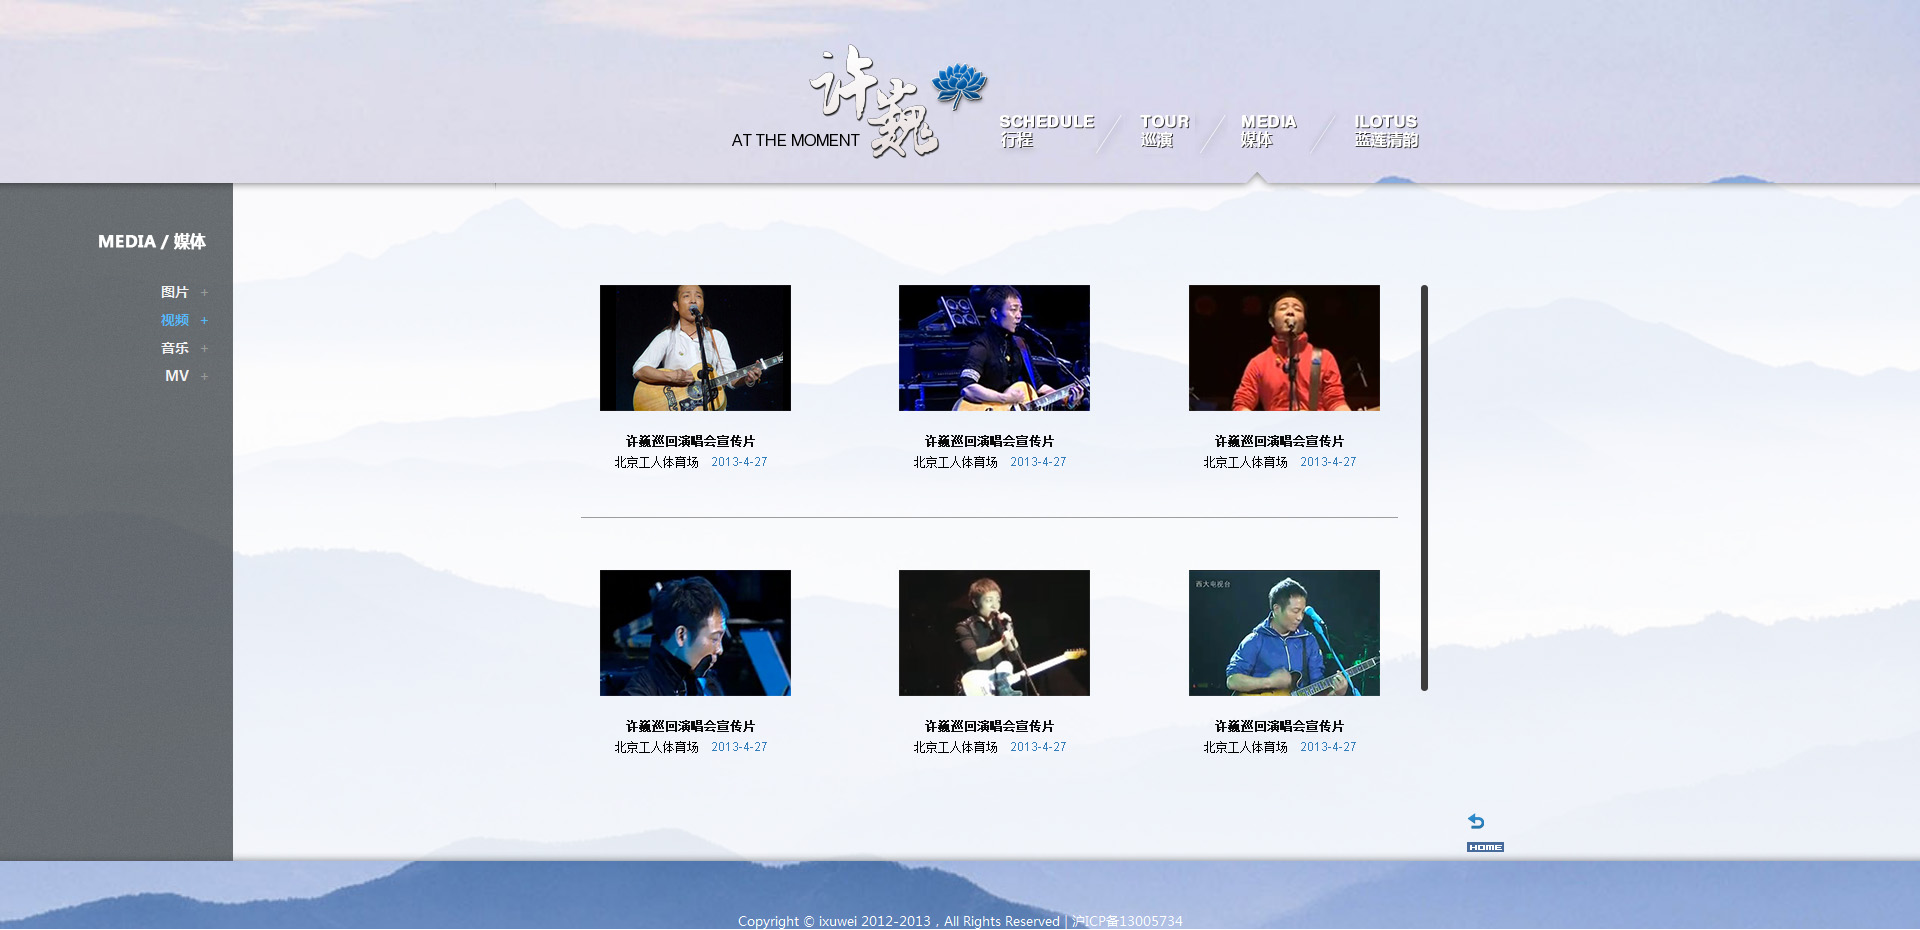 许巍
AT THE MOMENT
SCHEDULE
行程
TOUR
巡演
MEDIA
媒体
ILOTUS
蓝莲清韵
MEDIA / 媒体
图片 +
视频 +
音乐 +
MV +
许巍巡回演唱会宣传片
北京工人体育场 2013-4-27
许巍巡回演唱会宣传片
北京工人体育场 2013-4-27
许巍巡回演唱会宣传片
北京工人体育场 2013-4-27
西大电视台
许巍巡回演唱会宣传片
北京工人体育场 2013-4-27
许巍巡回演唱会宣传片
北京工人体育场 2013-4-27
许巍巡回演唱会宣传片
北京工人体育场 2013-4-27
HOME
Copyright © ixuwei 2012-2013，All Rights Reserved | 沪ICP备13005734